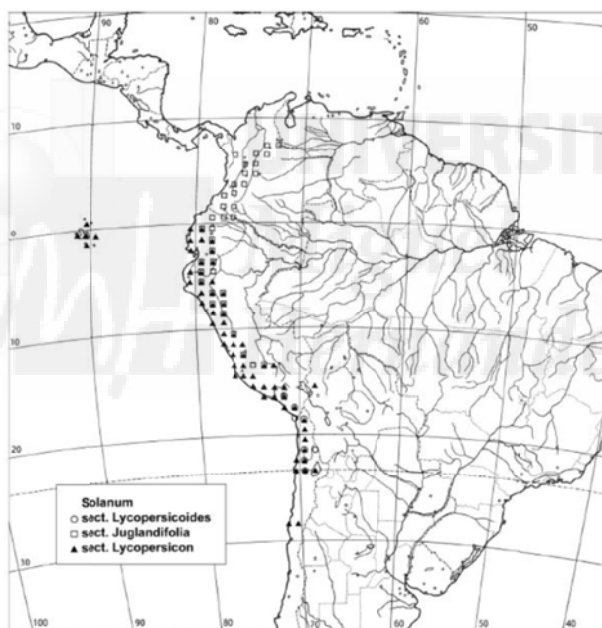 90 80 70 60 50
UNIVERSIT
10
0
10
20
Solanum
sect. Lycopersicoides
sect. Juglandifolia
sect. Lycopersicon
30
100 90 80 70 60 50 40